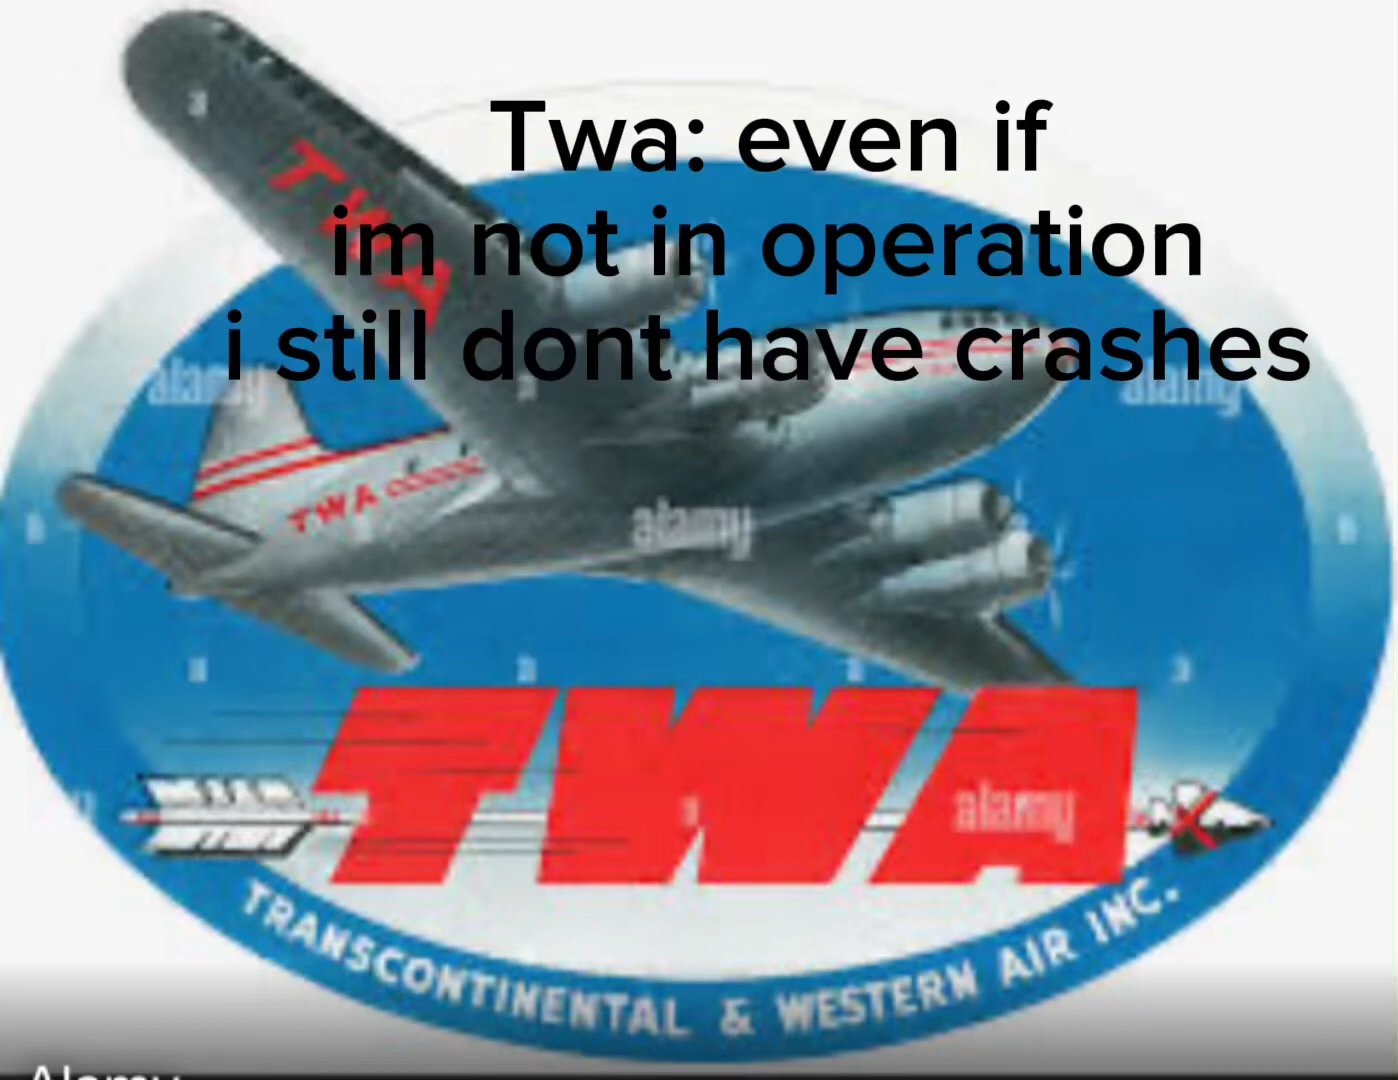 Twa: even if
im not in operation
i still dont have crashes
TWA
TWA
alamy
alamy
alamy
TWA
alamy
TRANSCONTINENTAL & WESTERN AIR INC.